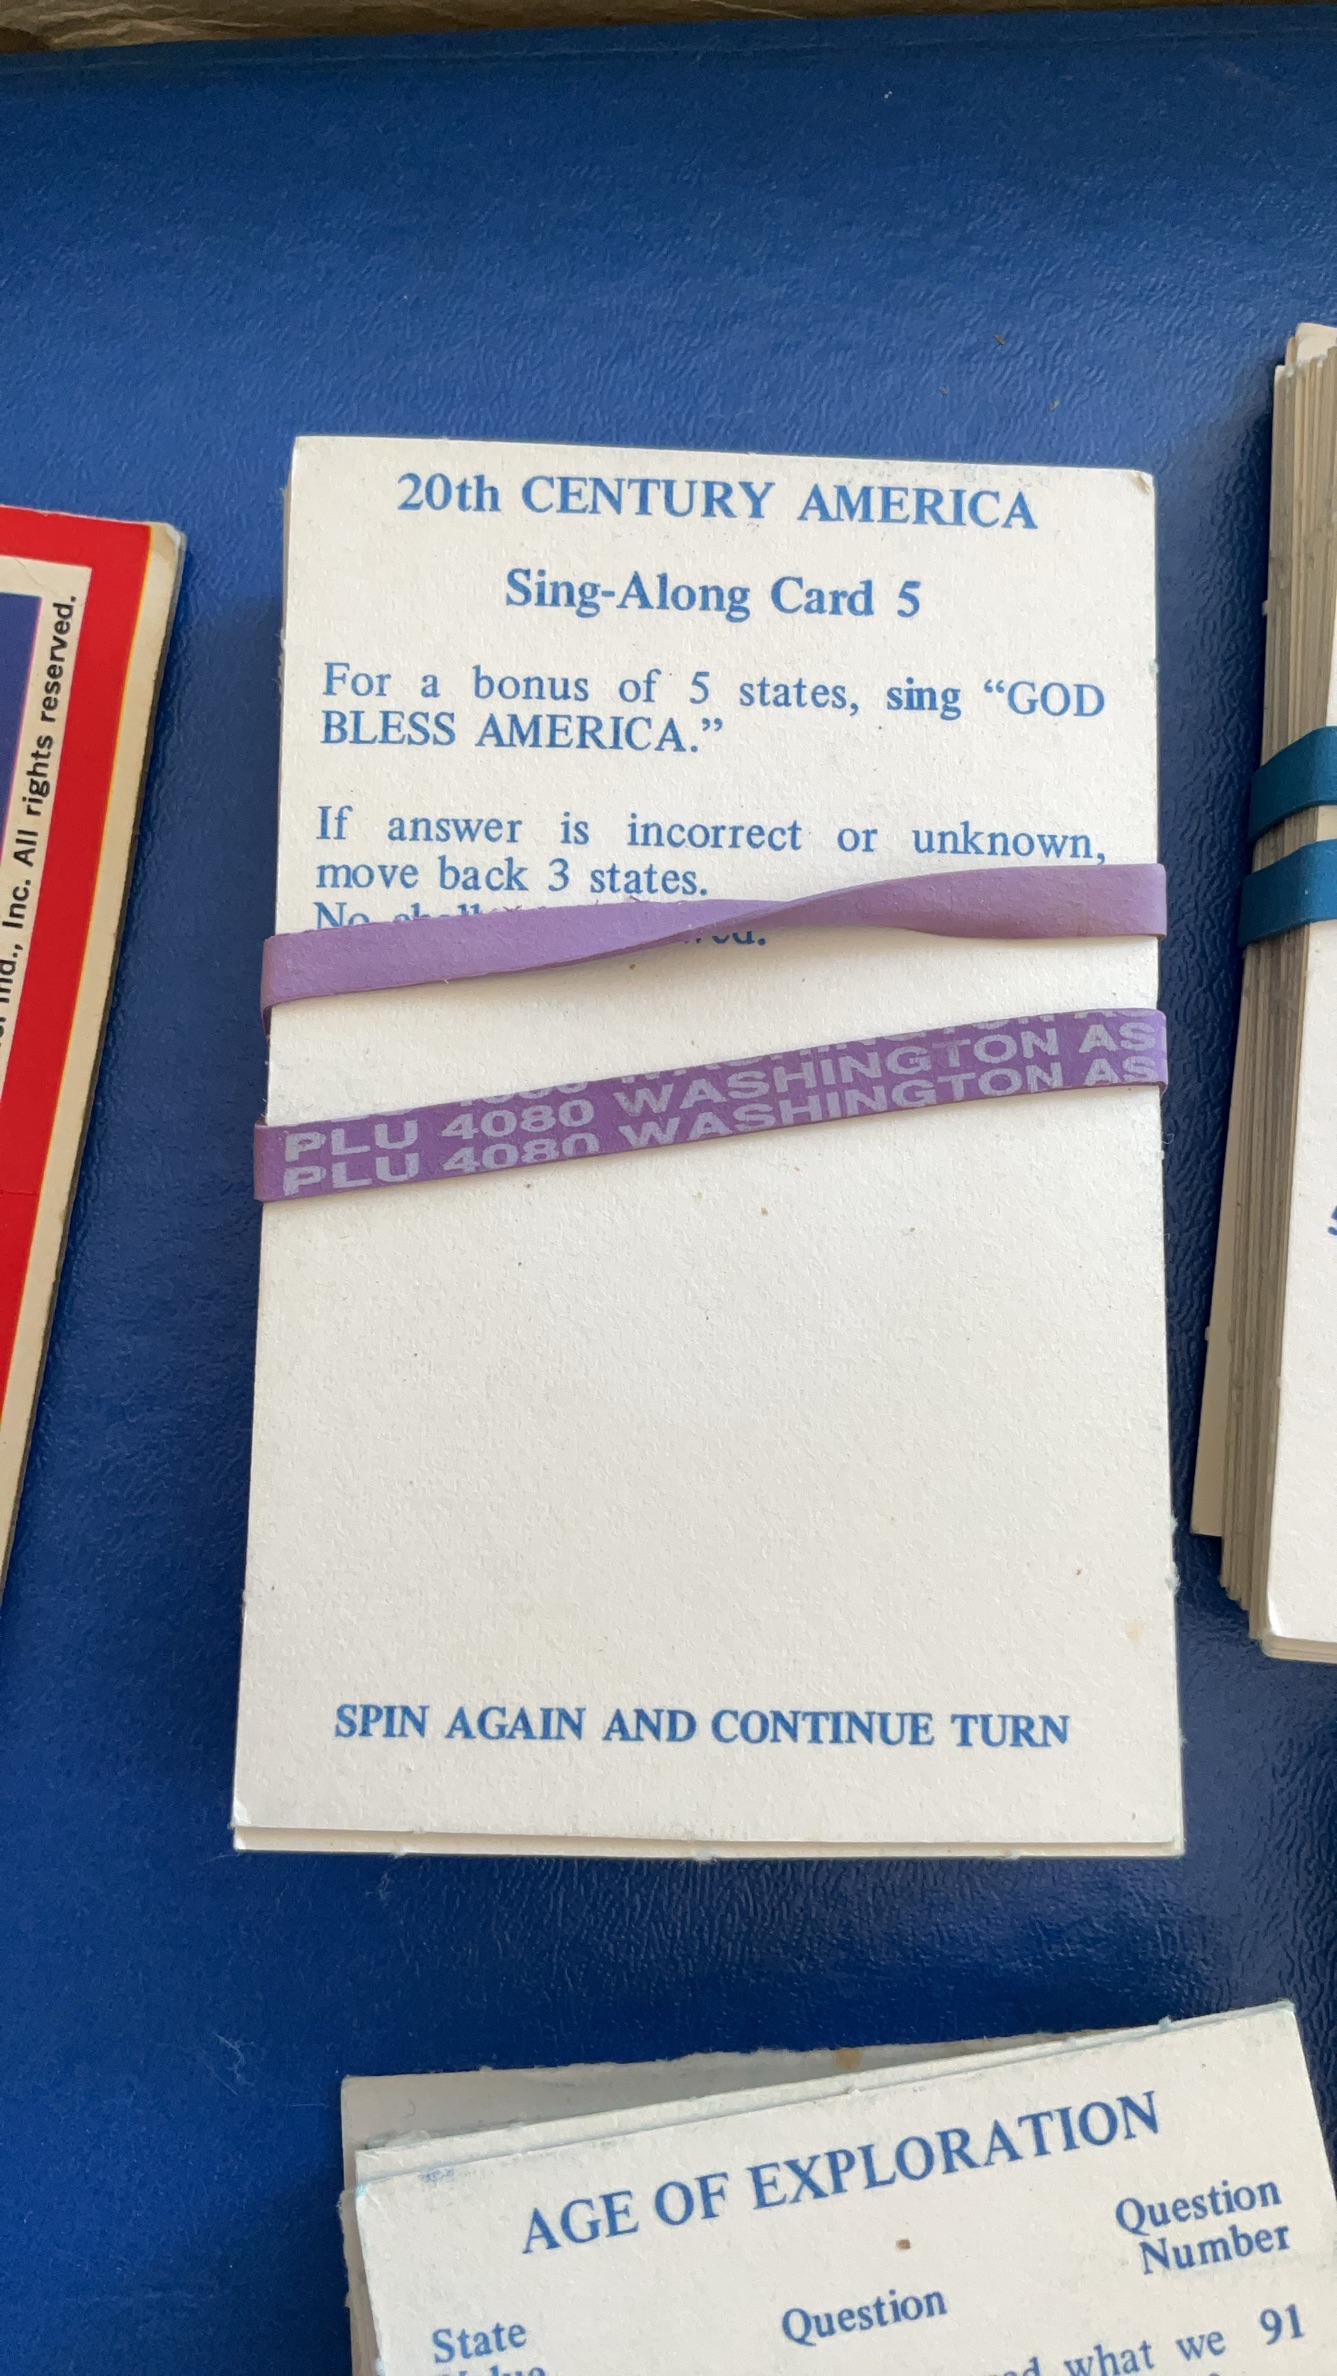 20th CENTURY AMERICA
Sing-Along Card 5
For a bonus of 5 states, sing “GOD
BLESS AMERICA.”
If answer is incorrect or unknown,
move back 3 states.
No
PLU 4080 WASHINGTON AS
PLU 4080 WASHINGTON AS
SPIN AGAIN AND CONTINUE TURN
Inc. All rights reserved.
AGE OF EXPLORATION
Question
Number
State
Question
what we 91